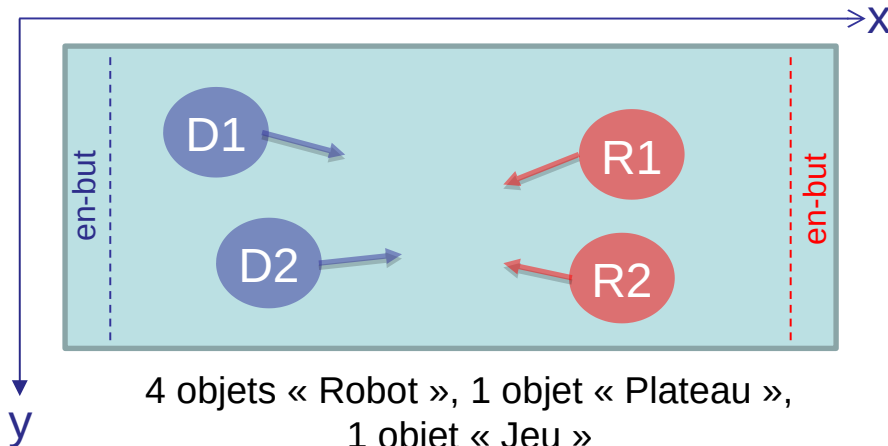 x
D1
R1
en-but
en-but
D2
R2
y
4 objets « Robot », 1 objet « Plateau »,
1 objet « Jeu »